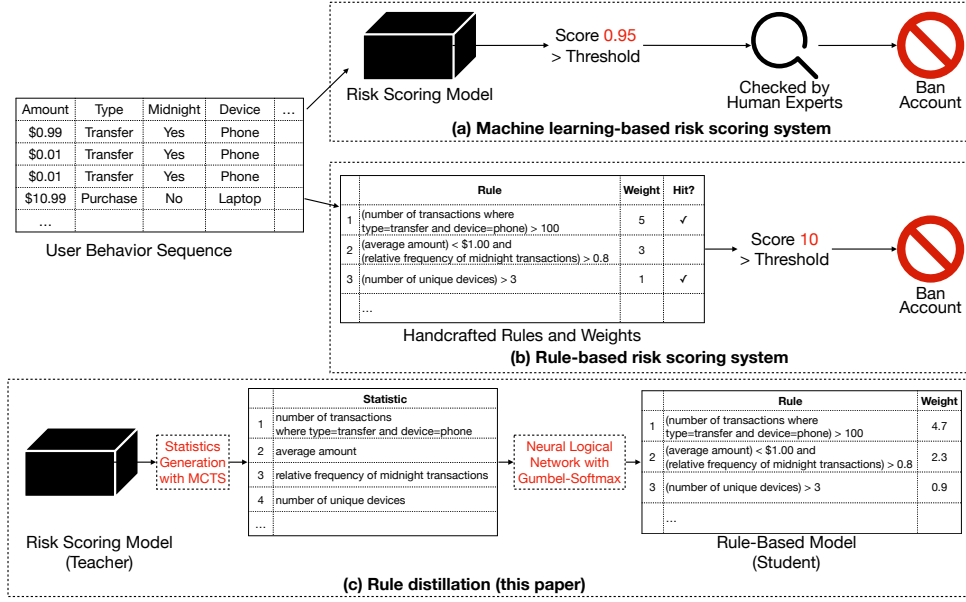 Amount Type Midnight Device ...
$0.99 Transfer Yes Phone
$0.01 Transfer Yes Phone
$0.01 Transfer Yes Phone
$10.99 Purchase No Laptop
...
User Behavior Sequence
Risk Scoring Model
Score 0.95
> Threshold
Checked by
Human Experts
Ban
Account
(a) Machine learning-based risk scoring system
Rule Weight Hit?
1 (number of transactions where
type=transfer and device=phone) > 100 5 ✓
2 (average amount) < $1.00 and
(relative frequency of midnight transactions) > 0.8 3
3 (number of unique devices) > 3 1 ✓
...
Handcrafted Rules and Weights
Score 10
> Threshold
Ban
Account
(b) Rule-based risk scoring system
Risk Scoring Model
(Teacher)
Statistics
Generation
with MCTS
Statistic
1 number of transactions
where type=transfer and device=phone
2 average amount
3 relative frequency of midnight transactions
4 number of unique devices
...
Neural Logical
Network with
Gumbel-Softmax
Rule Weight
1 (number of transactions where
type=transfer and device=phone) > 100 4.7
2 (average amount) < $1.00 and
(relative frequency of midnight transactions) > 0.8 2.3
3 (number of unique devices) > 3 0.9
...
Rule-Based Model
(Student)
(c) Rule distillation (this paper)